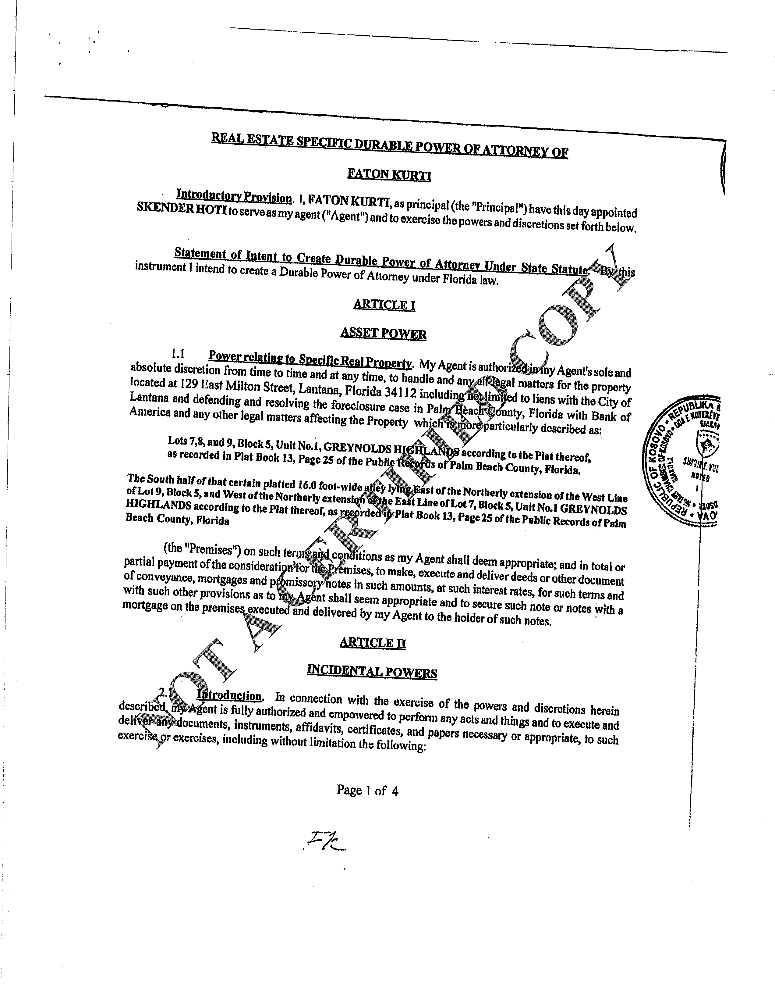 REAL ESTATE SPECIFIC DURABLE POWER OF ATTORNEY OF
FATON KURTI
Introductory Provision. I, FATON KURTI, as principal (the "Principal") have this day appointed
SKENDER HOTI to serve as my agent ("Agent") and to exercise the powers and discretions set forth below.
Statement of Intent to Create Durable Power of Attorney Under State Statute. By this
instrument I intend to create a Durable Power of Attorney under Florida law.
ARTICLE I
ASSET POWER
1.1 Power relating to Specific Real Property. My Agent is authorized in my Agent's sole and
absolute discretion from time to time and at any time, to handle and any all legal matters for the property
located at 129 East Milton Street, Lantana, Florida 34112 including not limited to liens with the City of
Lantana and defending and resolving the foreclosure case in Palm Beach County, Florida with Bank of
America and any other legal matters affecting the Property which is more particularly described as:
Lots 7,8, and 9, Block 5, Unit No.1, GREYNOLDS HIGHLANDS according to the Plat thereof,
as recorded in Plat Book 13, Page 25 of the Public Records of Palm Beach County, Florida.
The South half of that certain platted 16.0 foot-wide alley lying East of the Northerly extension of the West Line
of Lot 9, Block 5, and West of the Northerly extension of the East Line of Lot 7, Block 5, Unit No.1 GREYNOLDS
HIGHLANDS according to the Plat thereof, as recorded in Plat Book 13, Page 25 of the Public Records of Palm
Beach County, Florida
(the "Premises") on such terms and conditions as my Agent shall deem appropriate; and in total or
partial payment of the consideration for the Premises, to make, execute and deliver deeds or other document
of conveyance, mortgages and promissory notes in such amounts, at such interest rates, for such terms and
with such other provisions as to my Agent shall seem appropriate and to secure such note or notes with a
mortgage on the premises executed and delivered by my Agent to the holder of such notes.
ARTICLE II
INCIDENTAL POWERS
2.1 Introduction. In connection with the exercise of the powers and discretions herein
described, my Agent is fully authorized and empowered to perform any acts and things and to execute and
deliver any documents, instruments, affidavits, certificates, and papers necessary or appropriate, to such
exercise or exercises, including without limitation the following:
Page 1 of 4
FK
NOT A CERTIFIED COPY
REPUBLIC OF KOSOVO • REPUBLIKA
NOTARY CHAMBER OF KOSOVO • ODA E NOTERËVE
NOTER
1